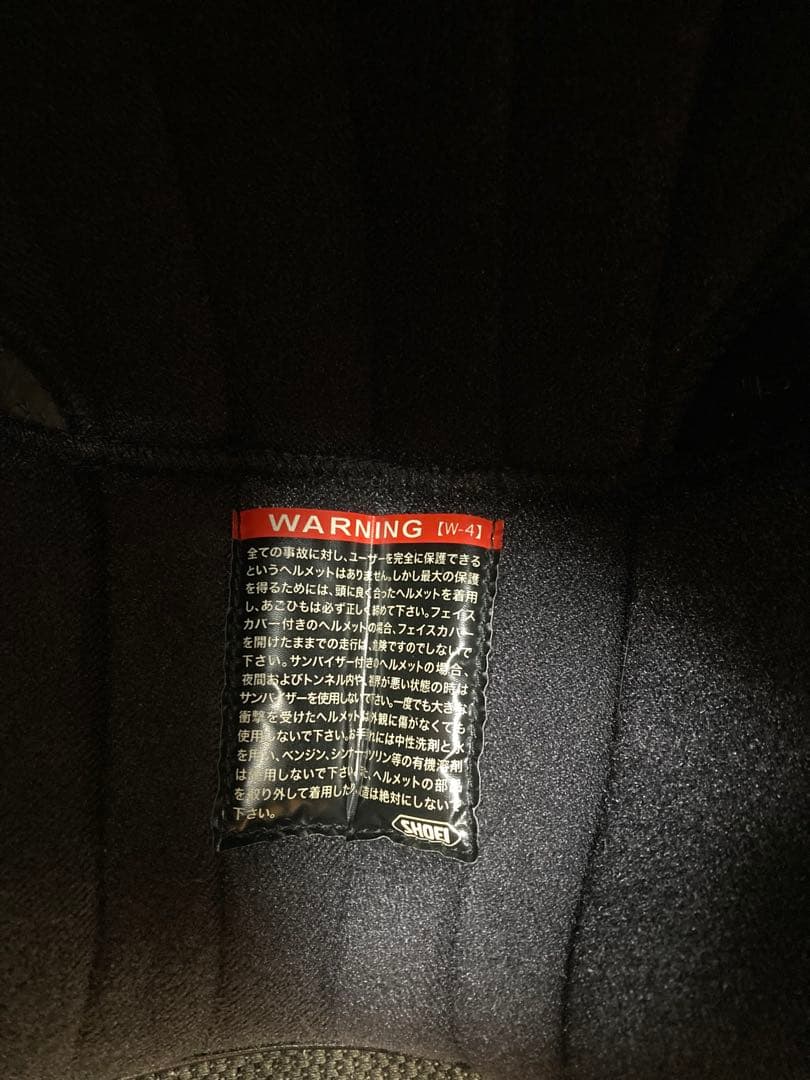 WARNING 【W-4】
全ての事故に対し、ユーザーを完全に保護できる
というヘルメットはありません。しかし最大の保護
を得るためには、頭に良く合ったヘルメットを着用
し、あごひもは必ず正しく締めて下さい。フェイス
カバー付きのヘルメットの場合、フェイスカバー
を開けたままでの走行は、危険ですのでしないで
下さい。サンバイザー付きのヘルメットの場合、
夜間およびトンネル内や、視界が悪い状態の時は
サンバイザーを使用しないで下さい。一度でも大きな
衝撃を受けたヘルメットは外観に傷がなくても
使用しないで下さい。お手入れには中性洗剤と水
を用い、ベンジン、シンナー、ガソリン等の有機溶剤
は使用しないで下さい。ヘルメットの部品
を取り外して着用したり、改造は絶対にしないで
下さい。
SHOEI